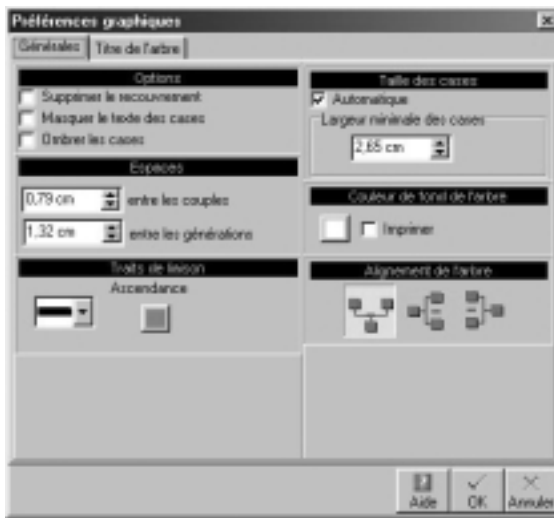 Préférences graphiques
Générales
Titre de l'arbre
Options
Supprimer le recouvrement
Masquer le texte des cases
Ombrer les cases
Espaces
0,79 cm entre les couples
1,32 cm entre les générations
Traits de liaison
Ascendance
Taille des cases
Automatique
Largeur minimale des cases
2,65 cm
Couleur de fond de l'arbre
Imprimer
Alignement de l'arbre
Aide
OK
Annuler